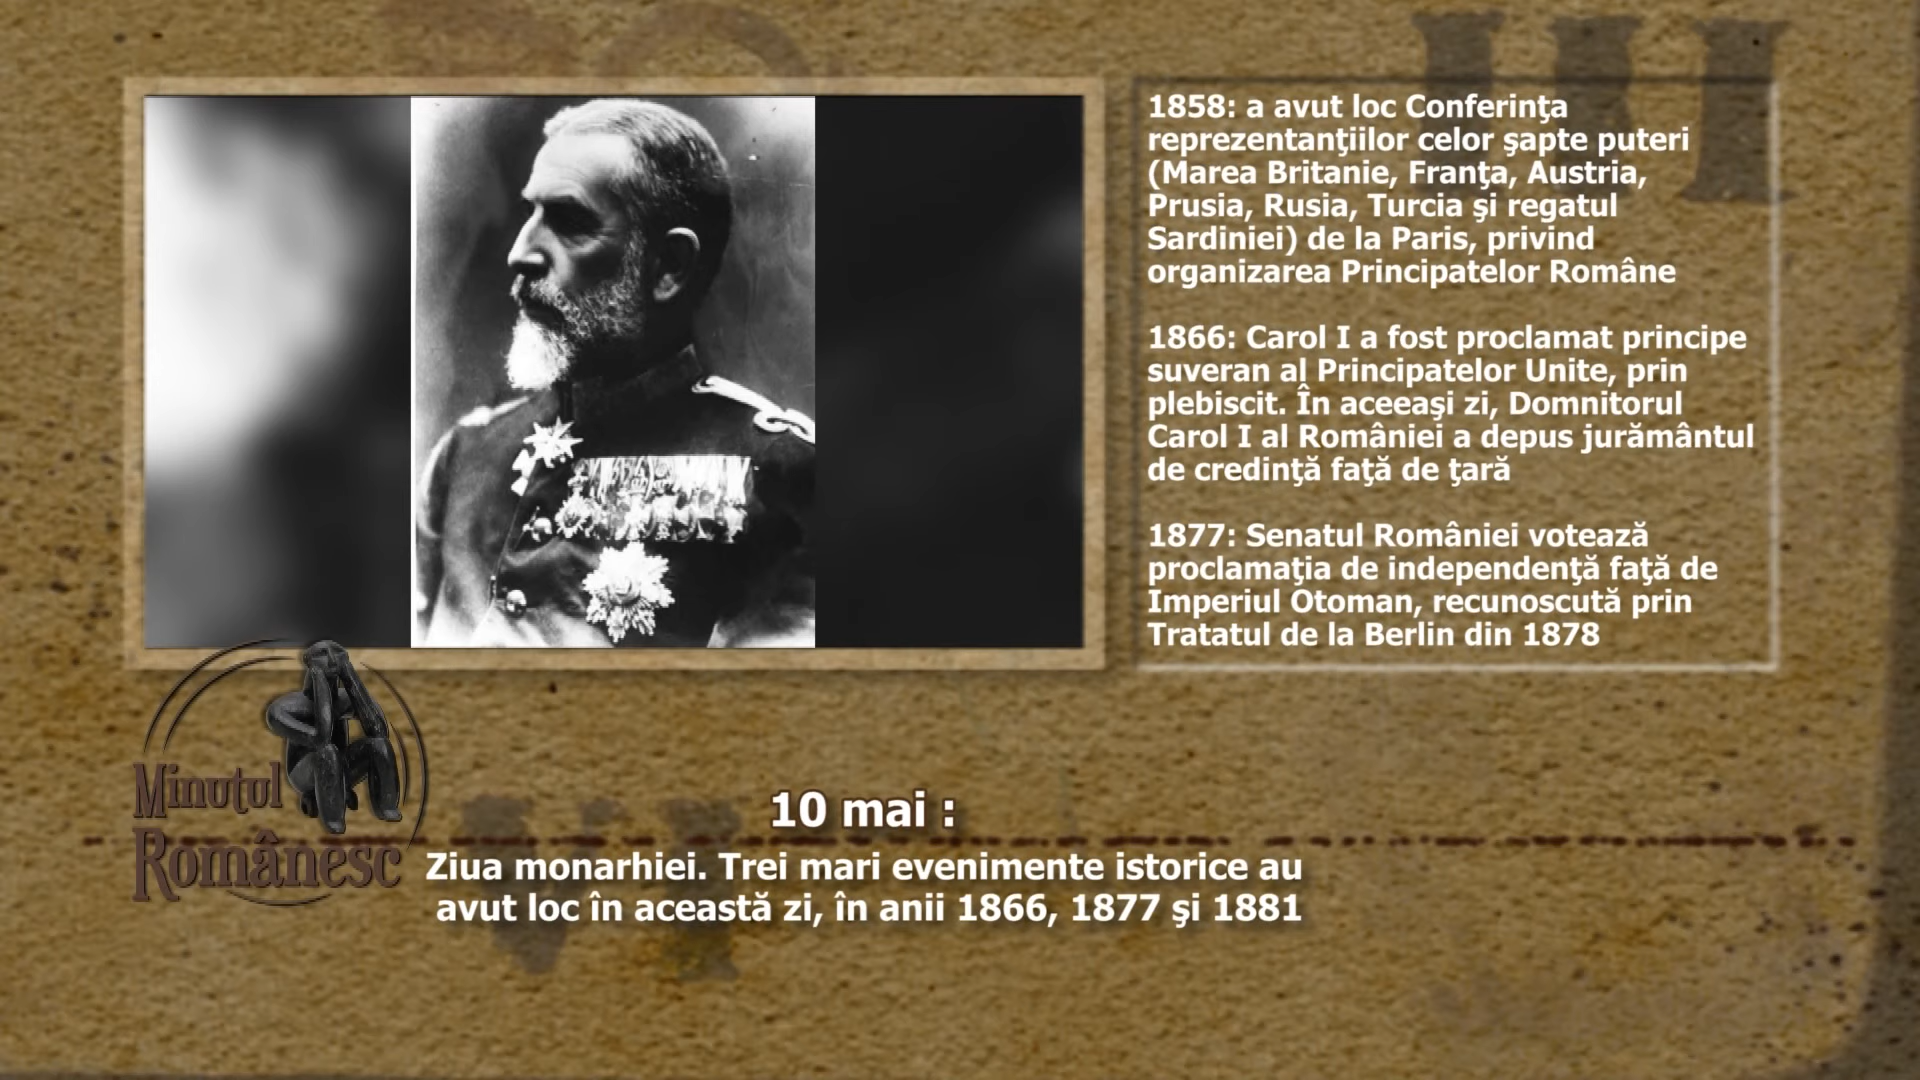 1858: a avut loc Conferinţa
reprezentanţiilor celor şapte puteri
(Marea Britanie, Franţa, Austria,
Prusia, Rusia, Turcia şi regatul
Sardiniei) de la Paris, privind
organizarea Principatelor Române
1866: Carol I a fost proclamat principe
suveran al Principatelor Unite, prin
plebiscit. În aceeaşi zi, Domnitorul
Carol I al României a depus jurământul
de credinţă faţă de ţară
1877: Senatul României votează
proclamaţia de independenţă faţă de
Imperiul Otoman, recunoscută prin
Tratatul de la Berlin din 1878
Minutul
Românesc
10 mai :
Ziua monarhiei. Trei mari evenimente istorice au
avut loc în această zi, în anii 1866, 1877 şi 1881